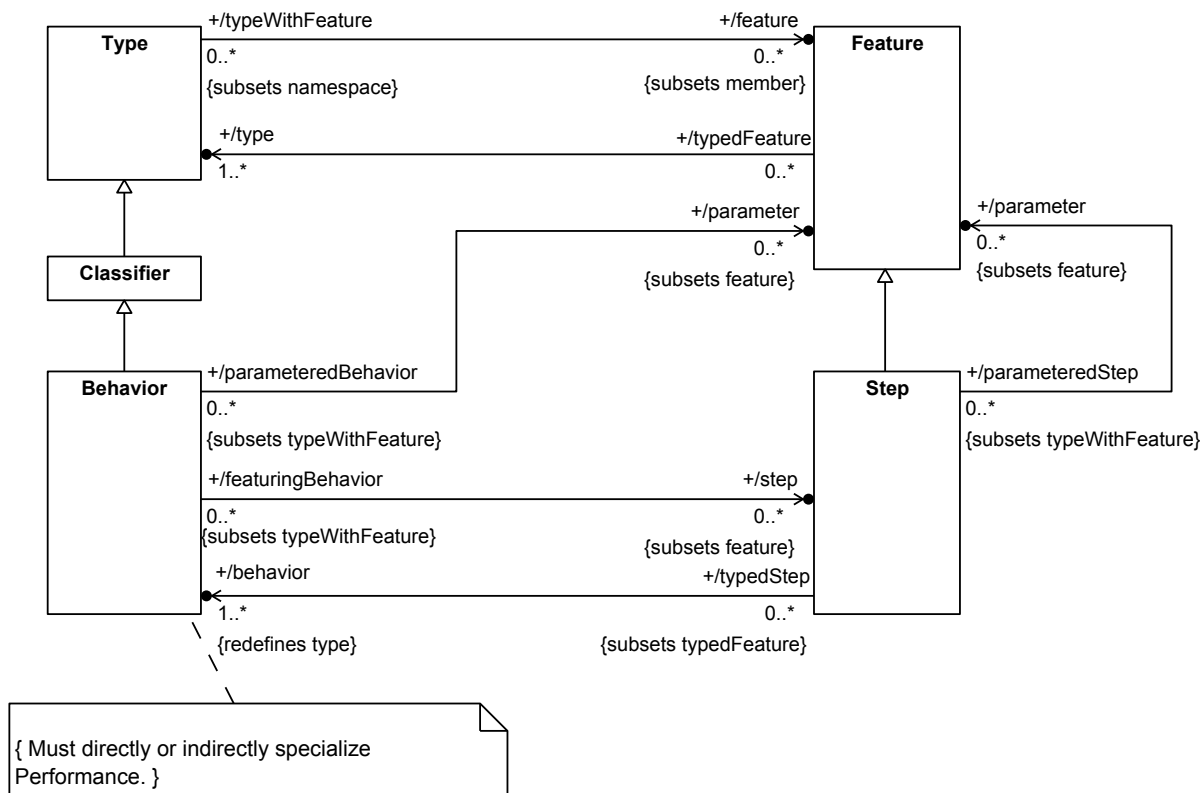 +/typeWithFeature
+/feature
Type
Feature
0..*
0..*
{subsets namespace}
{subsets member}
+/type
+/typedFeature
1..*
0..*
+/parameter
+/parameter
0..*
0..*
{subsets feature}
{subsets feature}
Classifier
+/parameteredBehavior
+/parameteredStep
Behavior
Step
0..*
0..*
{subsets typeWithFeature}
{subsets typeWithFeature}
+/featuringBehavior
+/step
0..*
0..*
{subsets typeWithFeature}
{subsets feature}
+/behavior
+/typedStep
1..*
0..*
{redefines type}
{subsets typedFeature}
{ Must directly or indirectly specialize
Performance. }